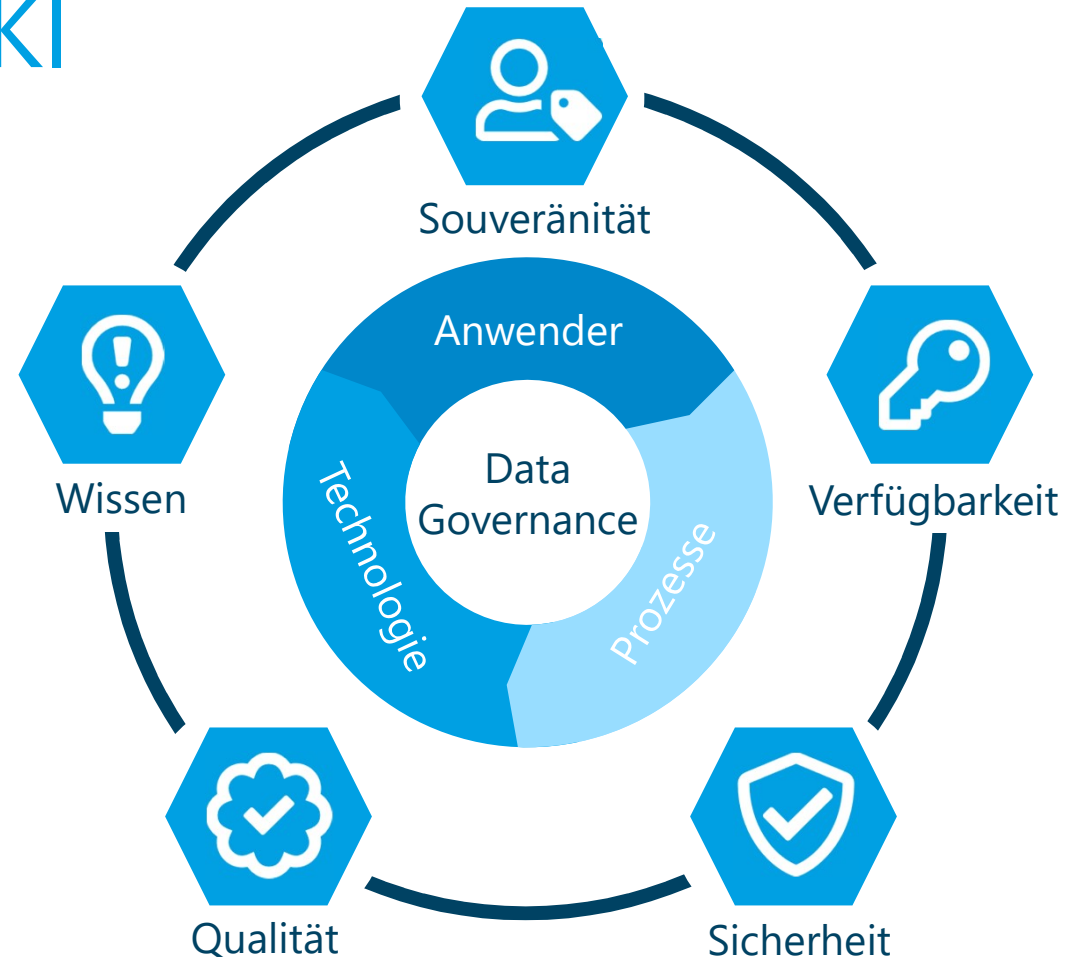 KI
Souveränität
Anwender
Wissen
Data
Governance
Verfügbarkeit
Technologie
Prozesse
Qualität
Sicherheit